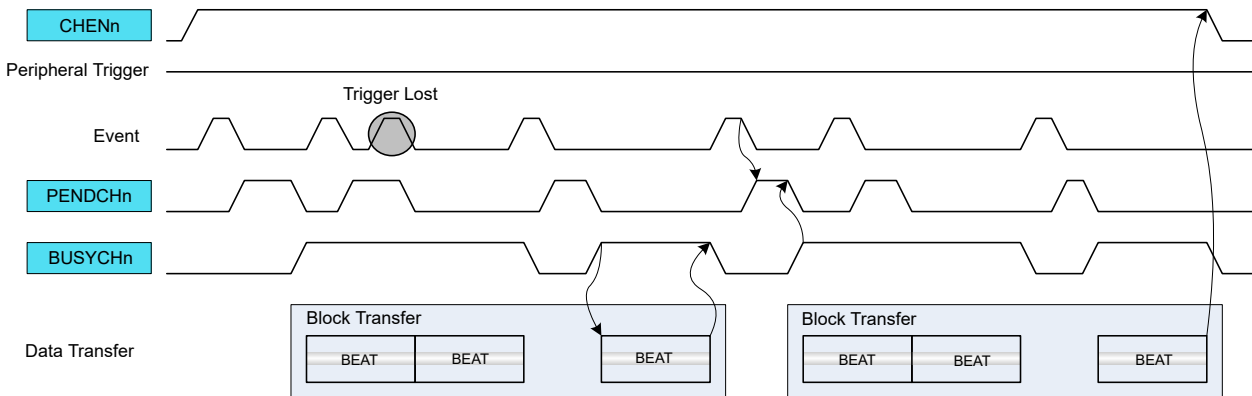 CHENn
Peripheral Trigger
Trigger Lost
Event
PENDCHn
BUSYCHn
Data Transfer
Block Transfer
BEAT
BEAT
BEAT
Block Transfer
BEAT
BEAT
BEAT